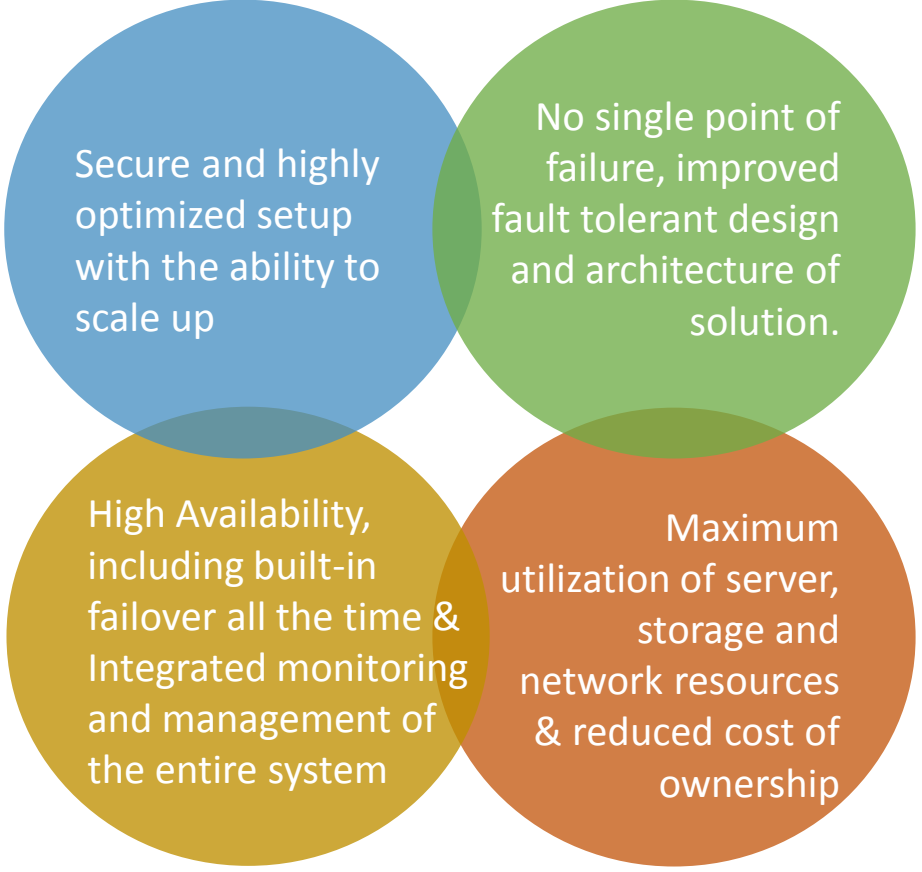 Secure and highly
optimized setup
with the ability to
scale up
No single point of
failure, improved
fault tolerant design
and architecture of
solution.
High Availability,
including built-in
failover all the time &
Integrated monitoring
and management of
the entire system
Maximum
utilization of server,
storage and
network resources
& reduced cost of
ownership